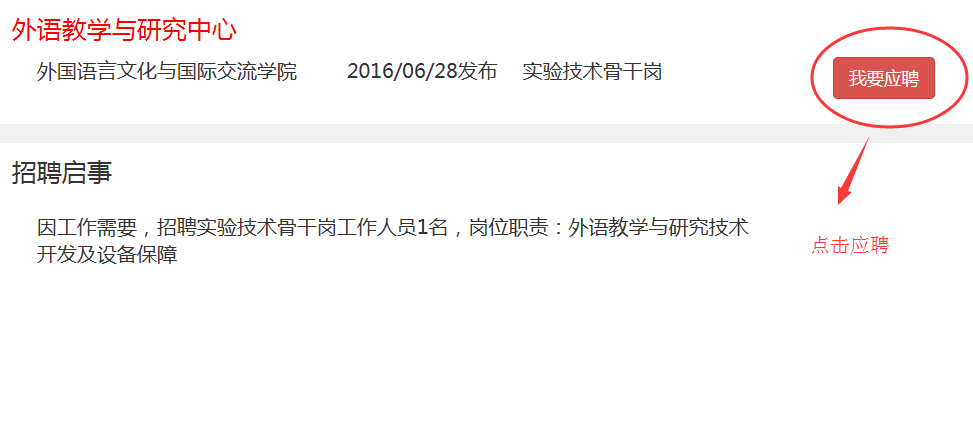 外语教学与研究中心
外国语言文化与国际交流学院 2016/06/28发布 实验技术骨干岗
我要应聘
招聘启事
因工作需要，招聘实验技术骨干岗工作人员1名，岗位职责：外语教学与研究技术
开发及设备保障
点击应聘